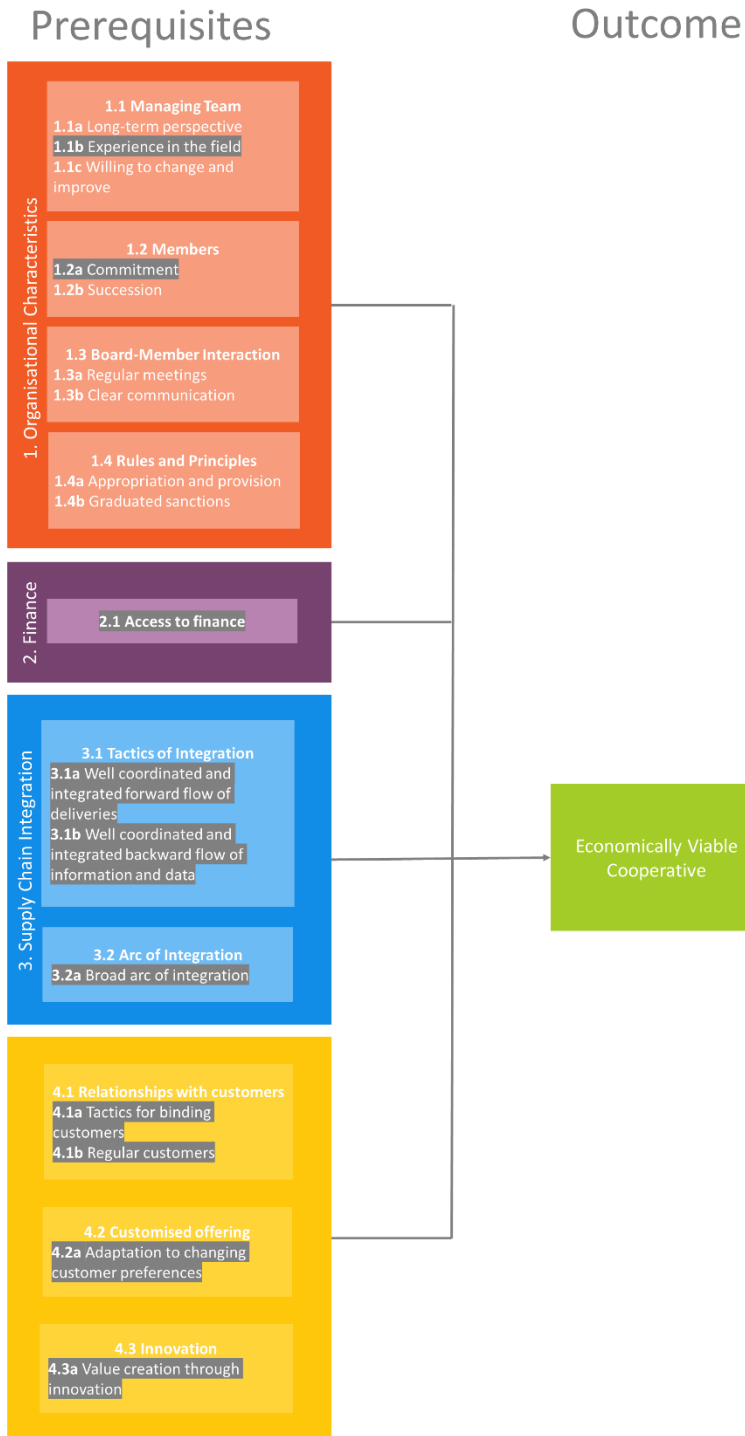 Prerequisites
Outcome
1. Organisational Characteristics
1.1 Managing Team
1.1a Long-term perspective
1.1b Experience in the field
1.1c Willing to change and
improve
1.2 Members
1.2a Commitment
1.2b Succession
1.3 Board-Member Interaction
1.3a Regular meetings
1.3b Clear communication
1.4 Rules and Principles
1.4a Appropriation and provision
1.4b Graduated sanctions
2. Finance
2.1 Access to finance
3. Supply Chain Integration
3.1 Tactics of Integration
3.1a Well coordinated and
integrated forward flow of
deliveries
3.1b Well coordinated and
integrated backward flow of
information and data
3.2 Arc of Integration
3.2a Broad arc of integration
4.1 Relationships with customers
4.1a Tactics for binding
customers
4.1b Regular customers
4.2 Customised offering
4.2a Adaptation to changing
customer preferences
4.3 Innovation
4.3a Value creation through
innovation
Economically Viable
Cooperative